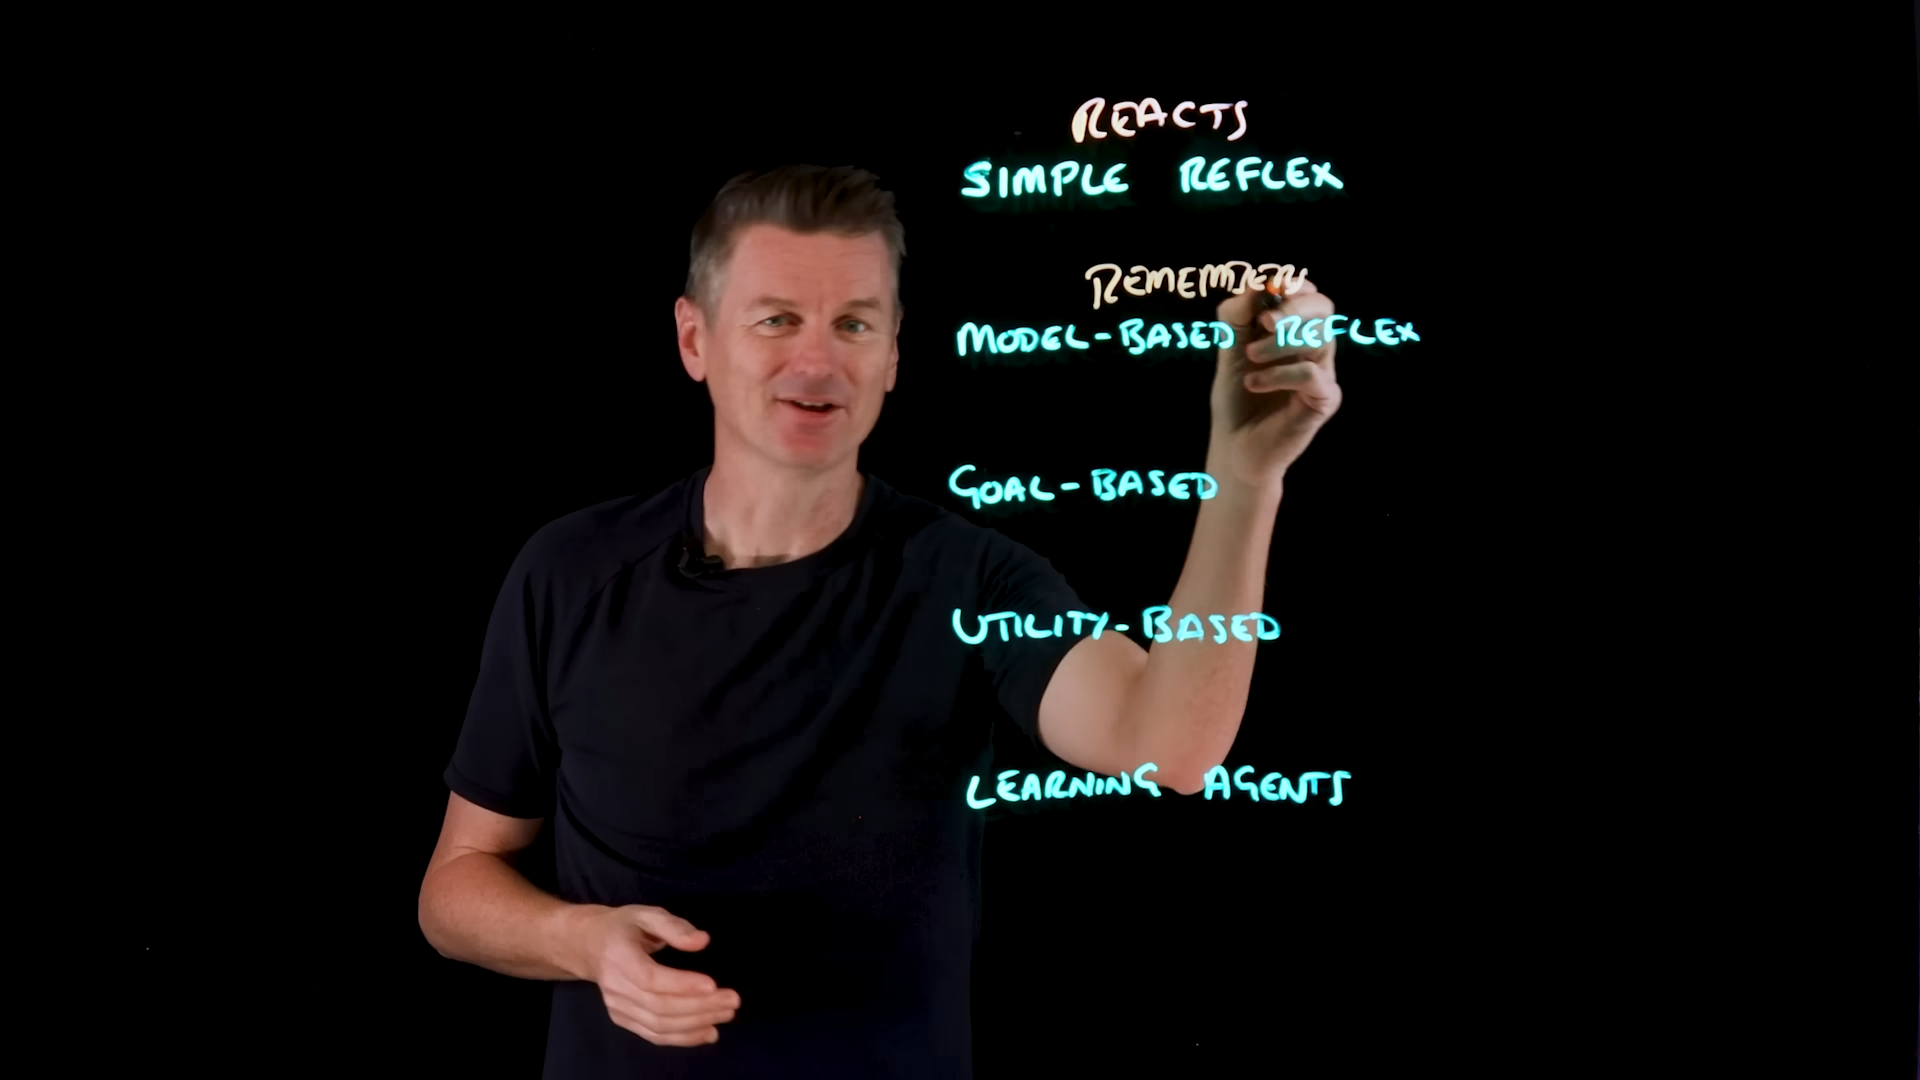 REACTS
SIMPLE REFLEX
REMEMBERS
MODEL-BASED REFLEX
GOAL-BASED
UTILITY-BASED
LEARNING AGENTS